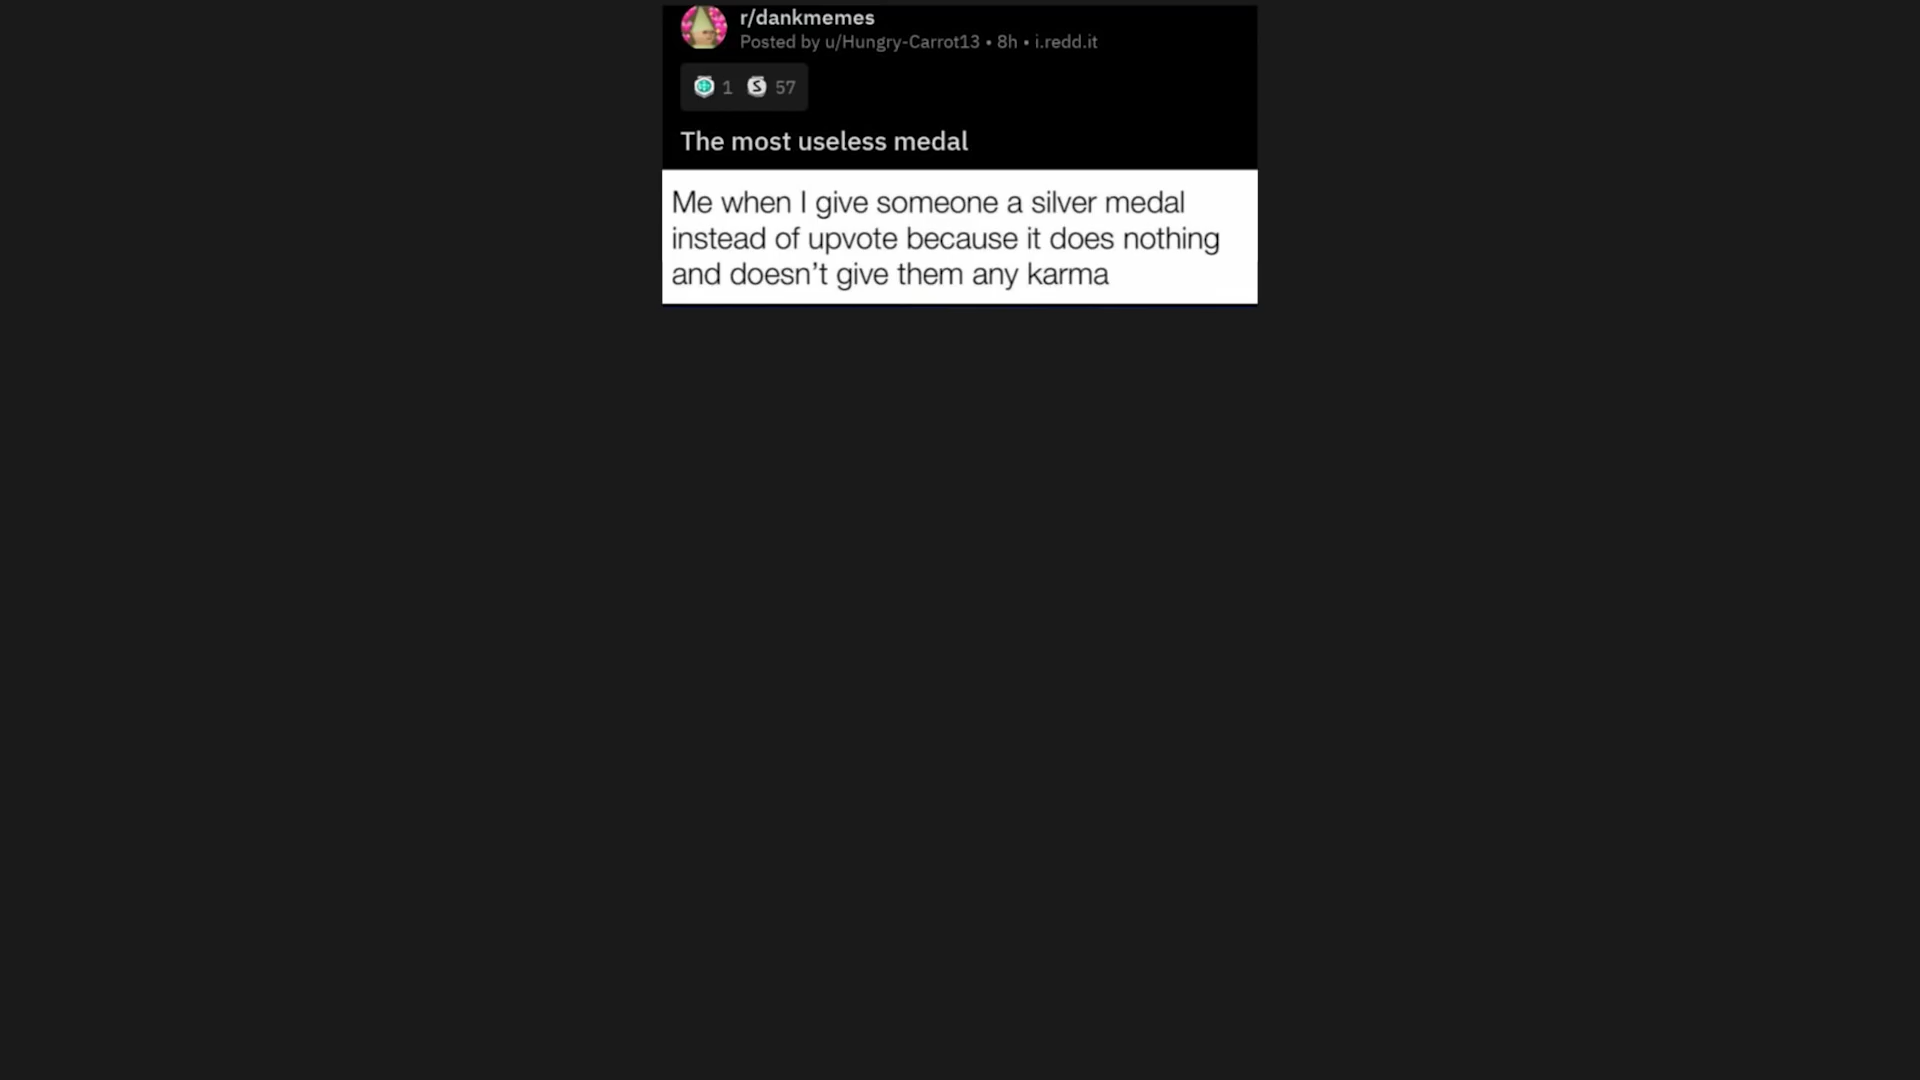 r/dankmemes
Posted by u/Hungry-Carrot13 • 8h • i.redd.it
1 S 57
The most useless medal
Me when I give someone a silver medal
instead of upvote because it does nothing
and doesn't give them any karma